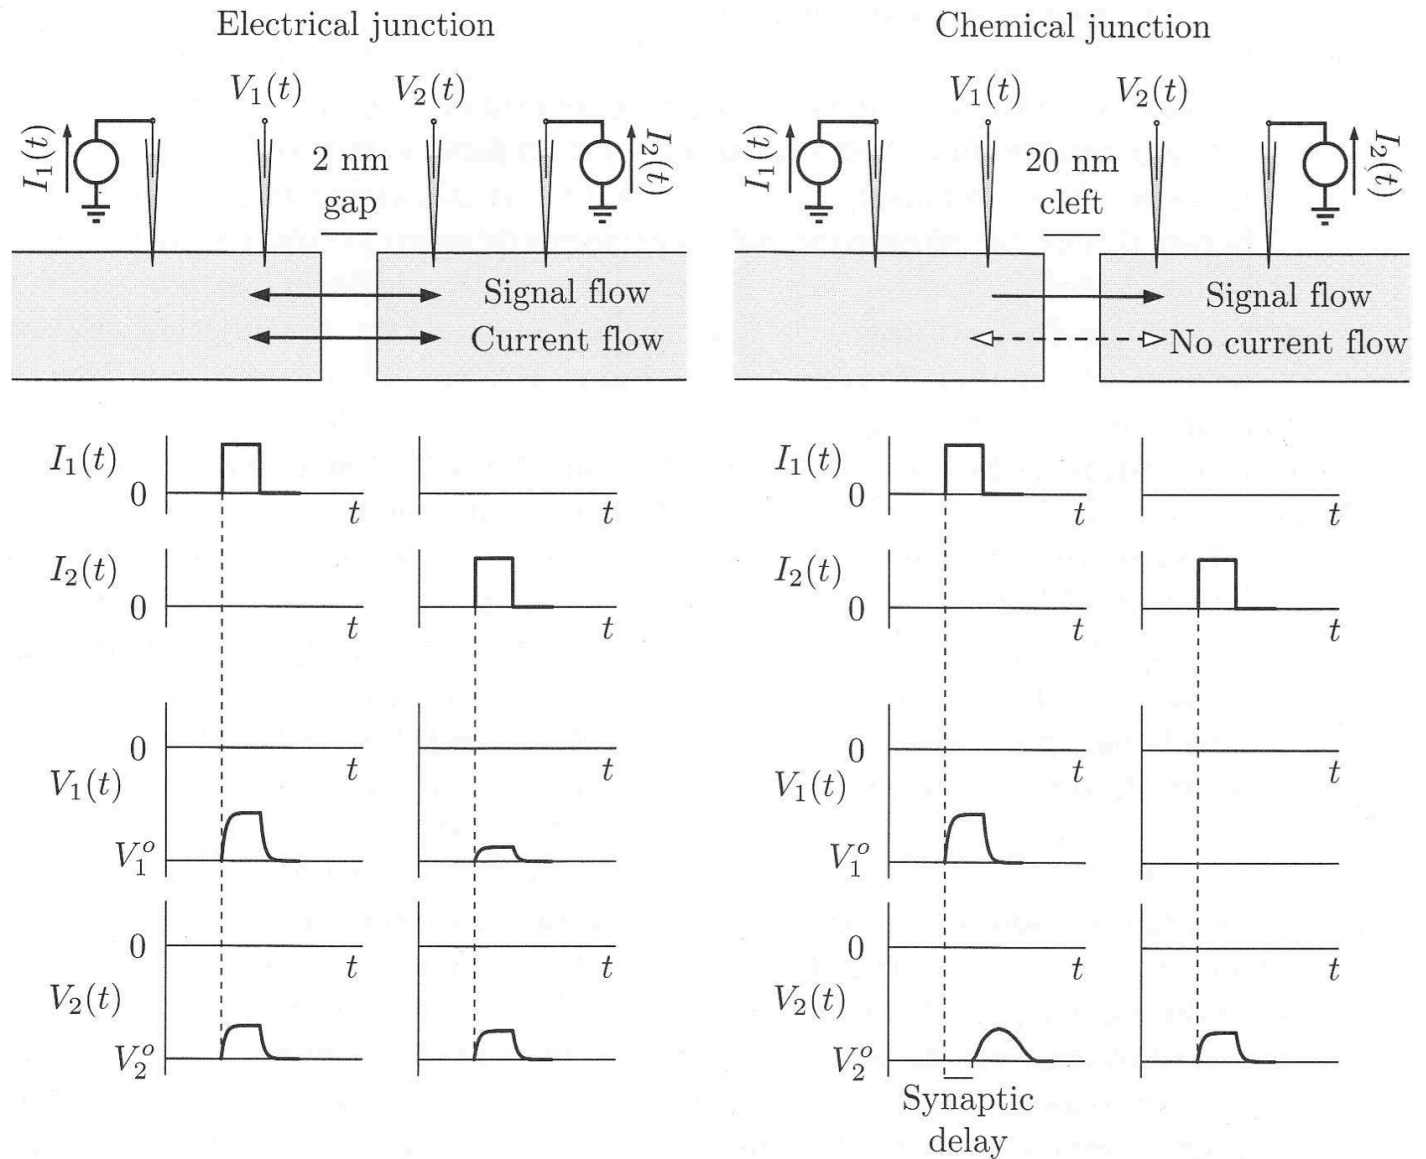 Electrical junction
V₁(t) V₂(t)
I₁(t)
2 nm
gap
I₂(t)
Signal flow
Current flow
I₁(t)
0
t
t
I₂(t)
0
t
t
0
t
t
V₁(t)
V₁ᵒ
0
t
t
V₂(t)
V₂ᵒ
Chemical junction
V₁(t) V₂(t)
I₁(t)
20 nm
cleft
I₂(t)
Signal flow
No current flow
I₁(t)
0
t
t
I₂(t)
0
t
t
0
t
t
V₁(t)
V₁ᵒ
0
t
t
V₂(t)
V₂ᵒ
Synaptic
delay